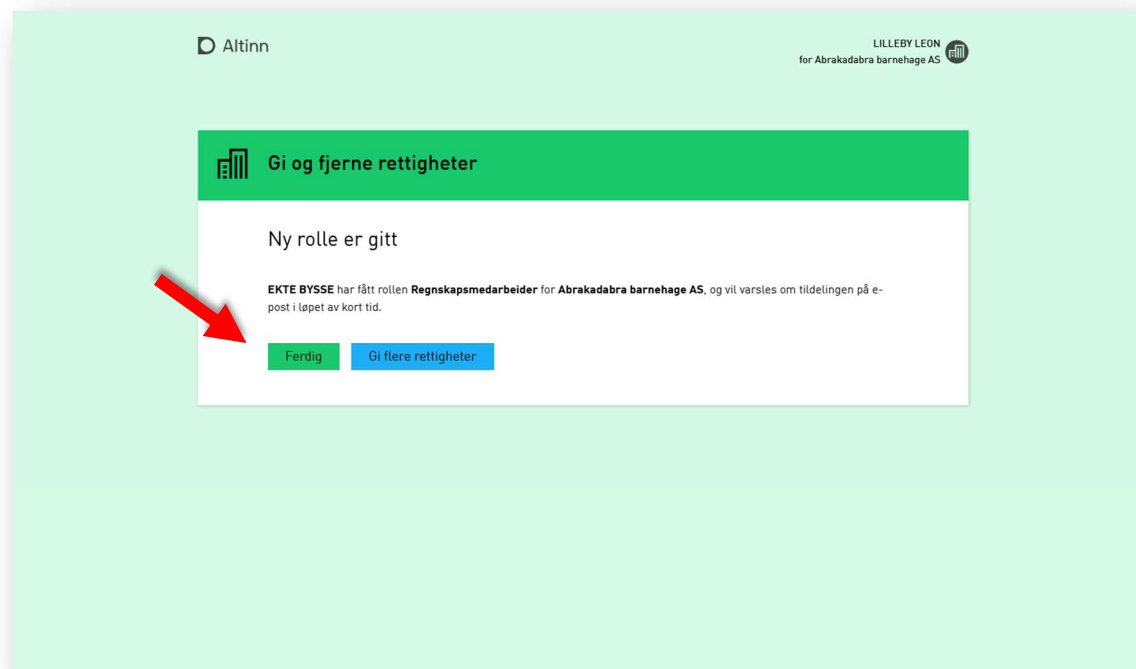 Altinn
LILLEBY LEON
for Abrakadabra barnehage AS
Gi og fjerne rettigheter
Ny rolle er gitt
EKTE BYSSE har fått rollen Regnskapsmedarbeider for Abrakadabra barnehage AS, og vil varsles om tildelingen på e-
post i løpet av kort tid.
Ferdig
Gi flere rettigheter